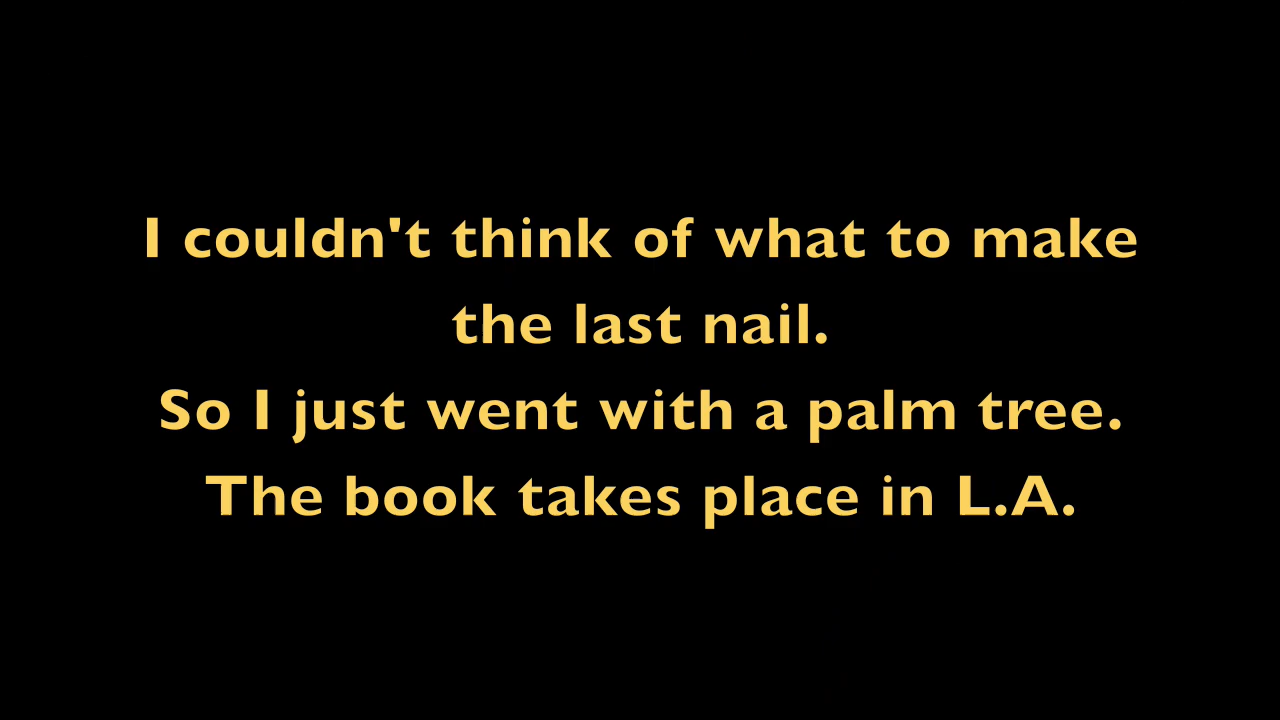 I couldn't think of what to make
the last nail.
So I just went with a palm tree.
The book takes place in L.A.